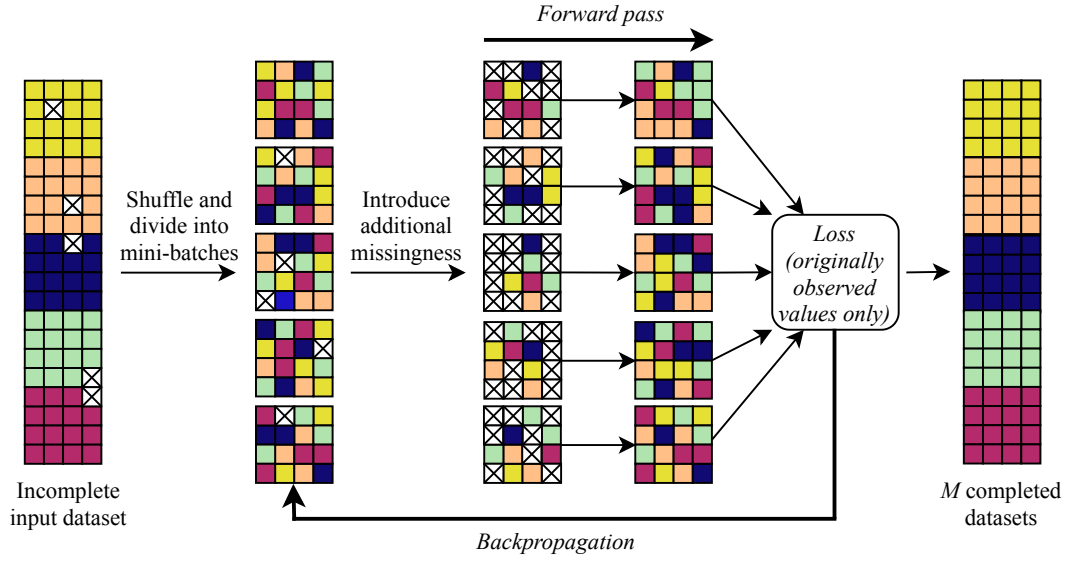 Forward pass
Shuffle and
divide into
mini-batches
Introduce
additional
missingness
Loss
(originally
observed
values only)
Incomplete
input dataset
M completed
datasets
Backpropagation